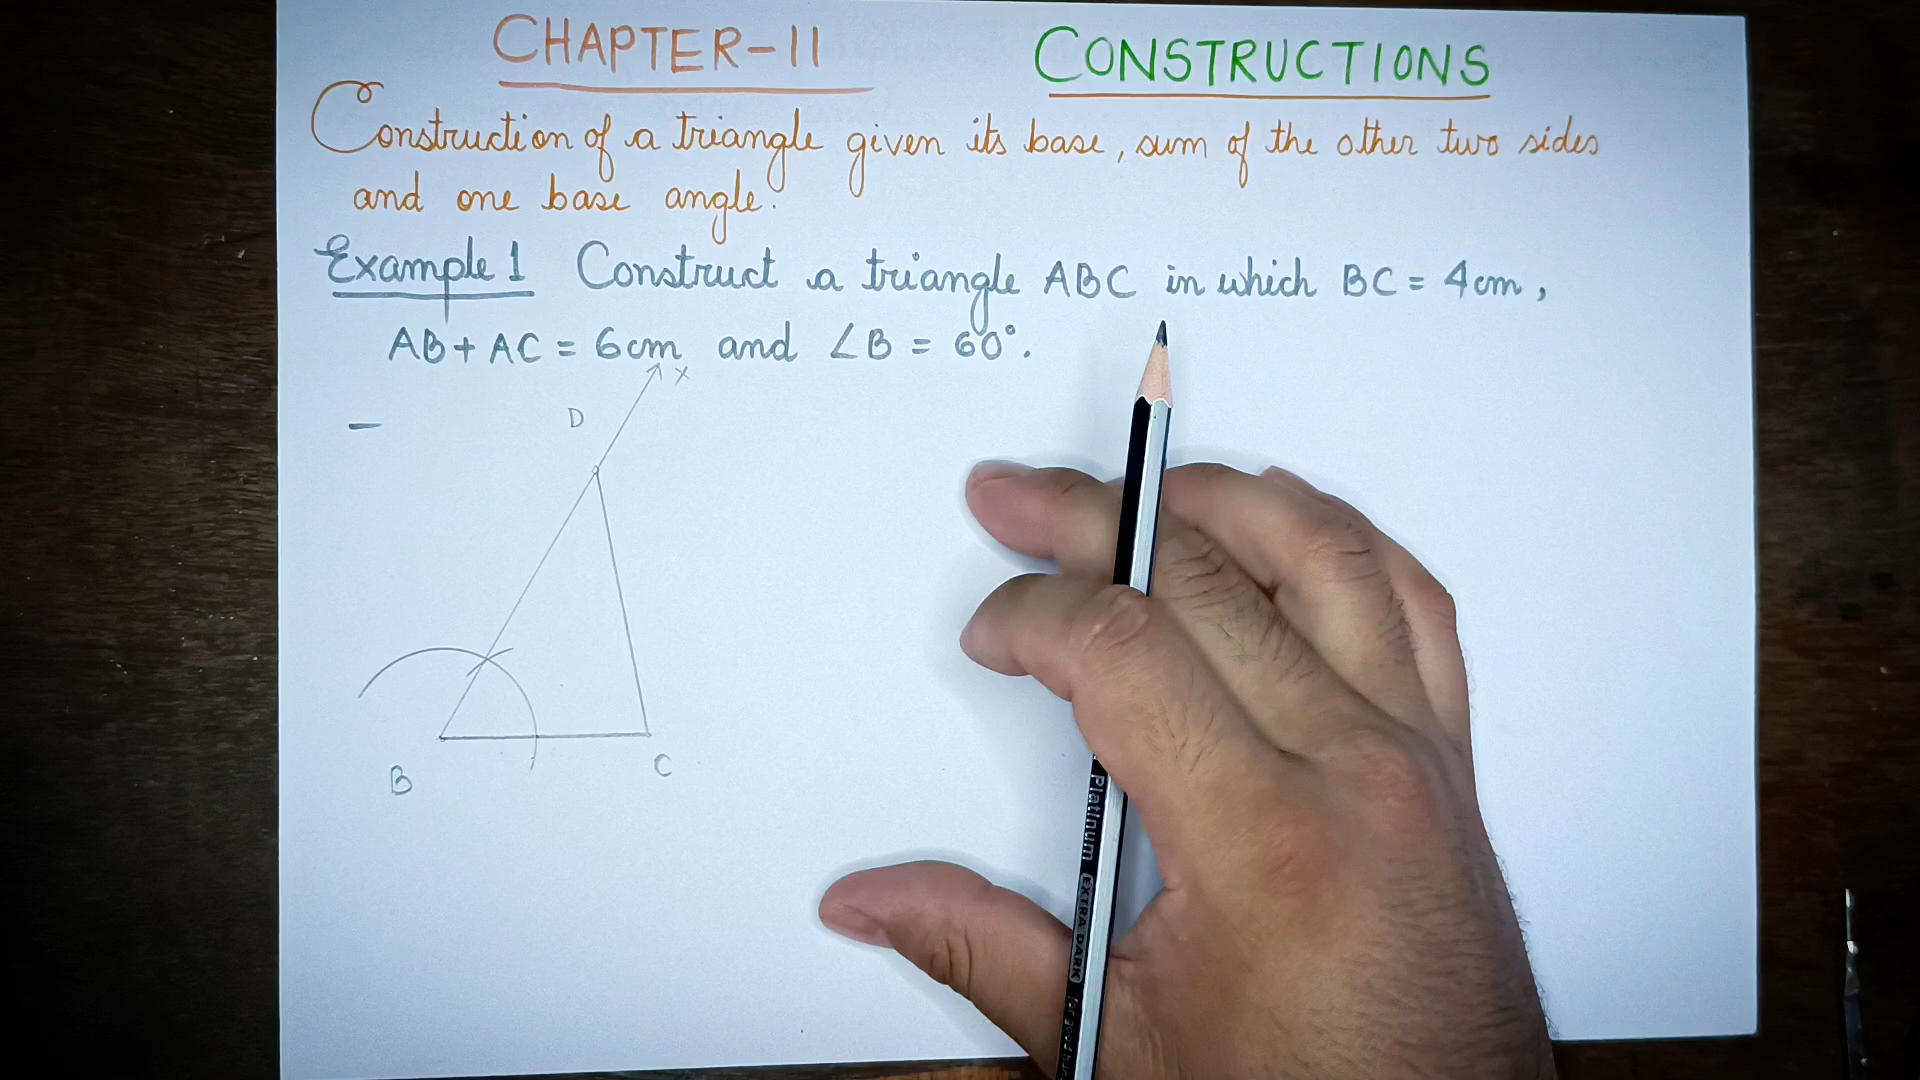 CHAPTER-11 CONSTRUCTIONS
Construction of a triangle given its base, sum of the other two sides
and one base angle.
Example 1 Construct a triangle ABC in which BC = 4cm,
AB + AC = 6cm and ∠B = 60°.
X
D
B
C
Platinum EXTRA DARK